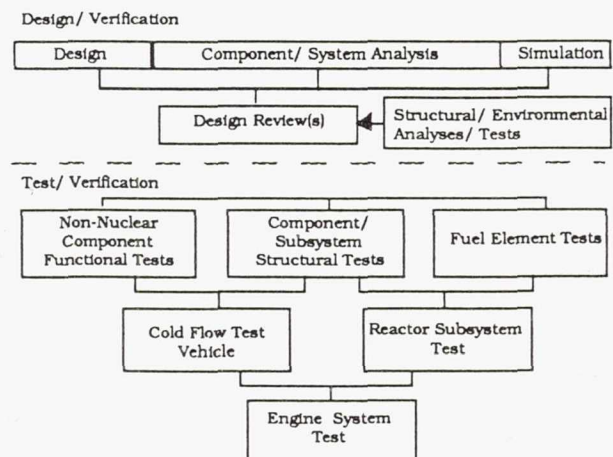 Design/ Verification
Design
Component/ System Analysis
Simulation
Design Review(s)
Structural/ Environmental
Analyses/ Tests
Test/ Verification
Non-Nuclear
Component
Functional Tests
Component/
Subsystem
Structural Tests
Fuel Element Tests
Cold Flow Test
Vehicle
Reactor Subsystem
Test
Engine System
Test